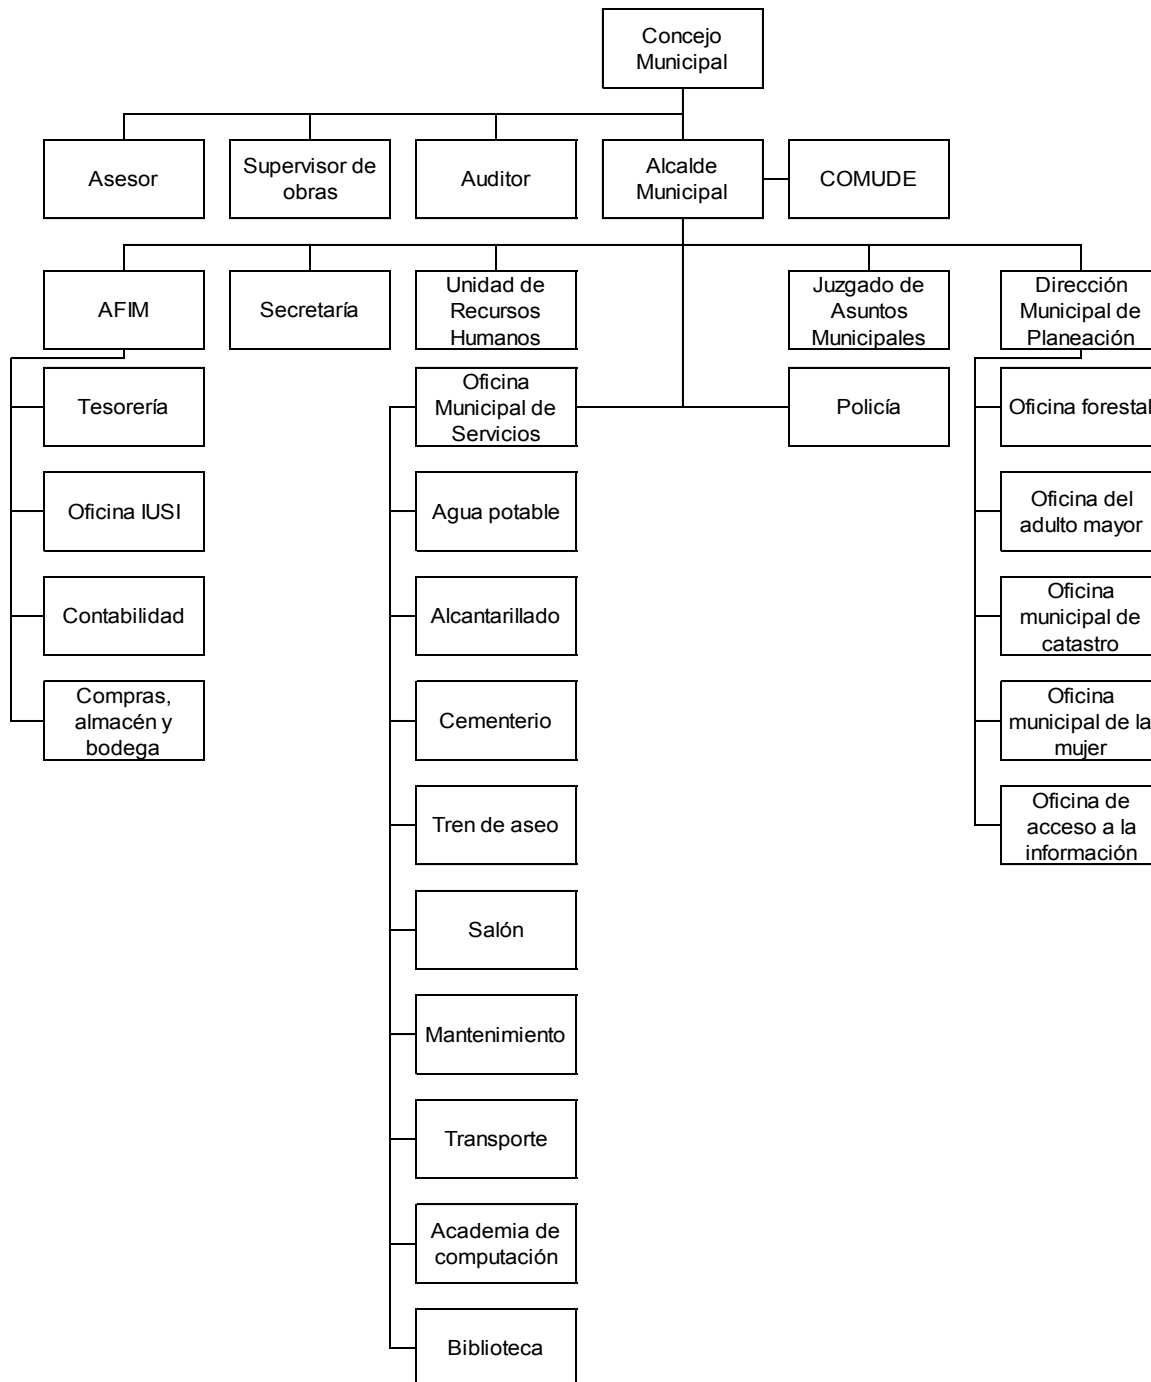 Concejo
Municipal
Asesor
Supervisor de
obras
Auditor
Alcalde
Municipal
COMUDE
AFIM
Secretaría
Unidad de
Recursos
Humanos
Juzgado de
Asuntos
Municipales
Dirección
Municipal de
Planeación
Tesorería
Oficina
Municipal de
Servicios
Policía
Oficina forestal
Oficina IUSI
Agua potable
Oficina del
adulto mayor
Contabilidad
Alcantarillado
Oficina
municipal de
catastro
Compras,
almacén y
bodega
Cementerio
Oficina
municipal de la
mujer
Tren de aseo
Oficina de
acceso a la
información
Salón
Mantenimiento
Transporte
Academia de
computación
Biblioteca